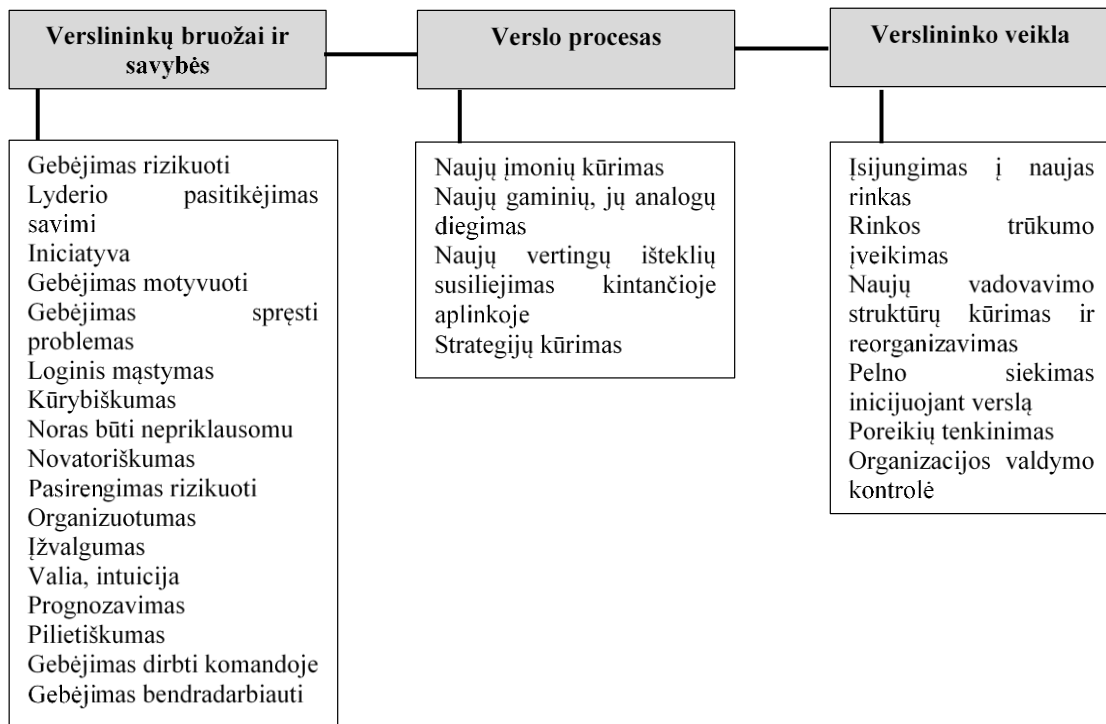 Verslininkų bruožai ir
savybės
Gebėjimas rizikuoti
Lyderio pasitikėjimas
savimi
Iniciatyva
Gebėjimas motyvuoti
Gebėjimas spręsti
problemas
Loginis mąstymas
Kūrybiškumas
Noras būti nepriklausomu
Novatoriškumas
Pasirengimas rizikuoti
Organizuotumas
Įžvalgumas
Valia, intuicija
Prognozavimas
Pilietiškumas
Gebėjimas dirbti komandoje
Gebėjimas bendradarbiauti
Verslo procesas
Naujų įmonių kūrimas
Naujų gaminių, jų analogų
diegimas
Naujų vertingų išteklių
susiliejimas kintančioje
aplinkoje
Strategijų kūrimas
Verslininko veikla
Įsijungimas į naujas
rinkas
Rinkos trūkumo
įveikimas
Naujų vadovavimo
struktūrų kūrimas ir
reorganizavimas
Pelno siekimas
inicijuojant verslą
Poreikių tenkinimas
Organizacijos valdymo
kontrolė